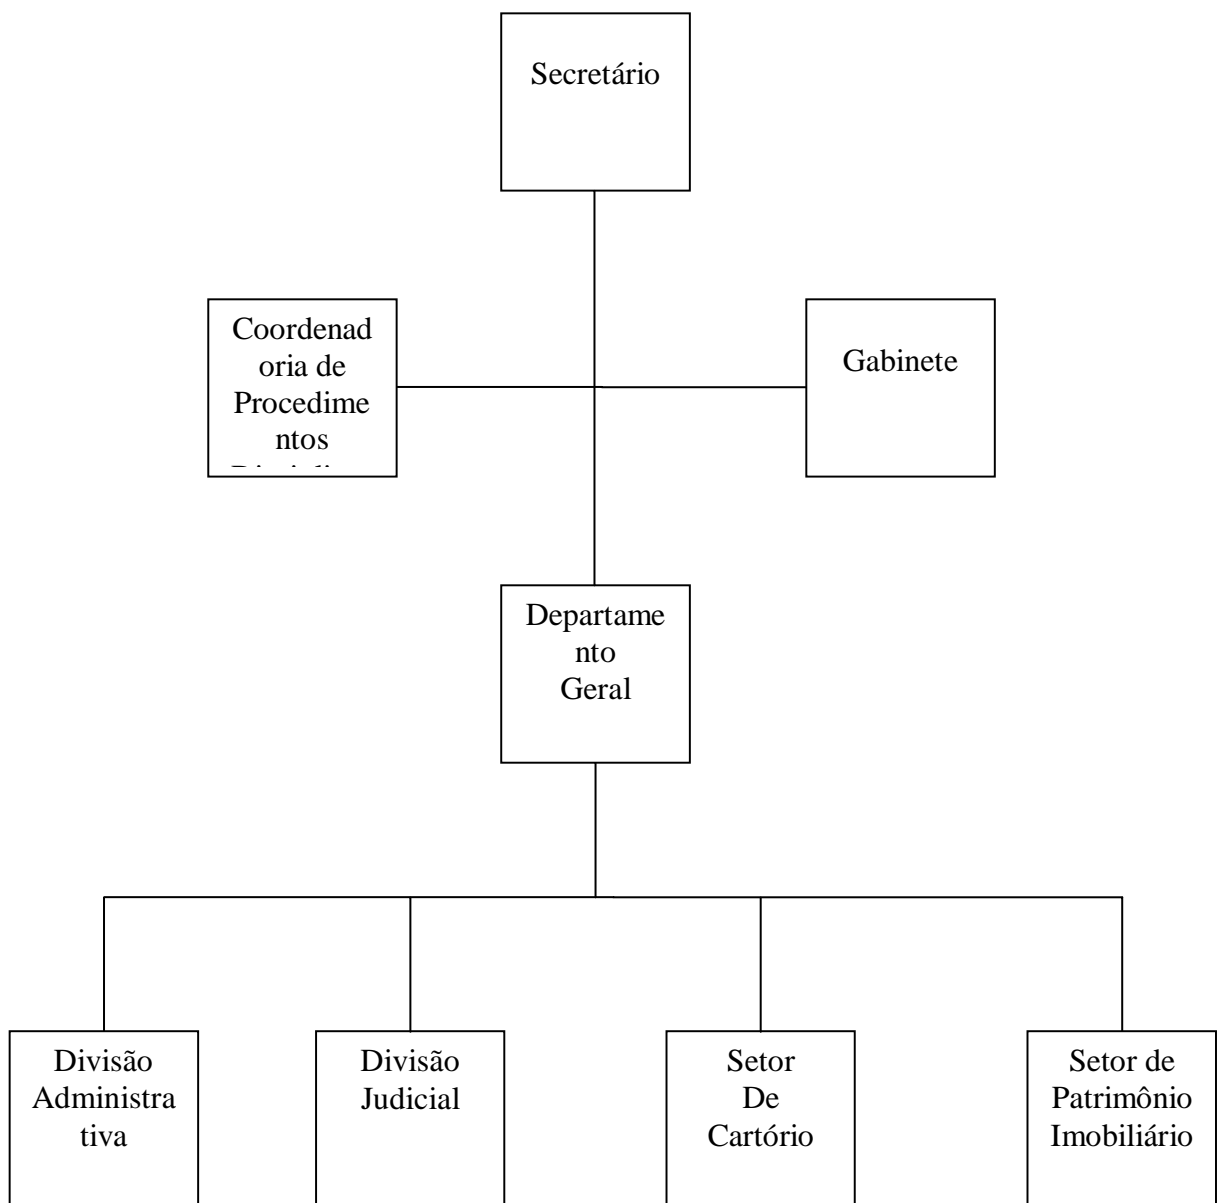 Secretário
Coordenad
oria de
Procedime
ntos
Gabinete
Departame
nto
Geral
Divisão
Administra
tiva
Divisão
Judicial
Setor
De
Cartório
Setor de
Patrimônio
Imobiliário